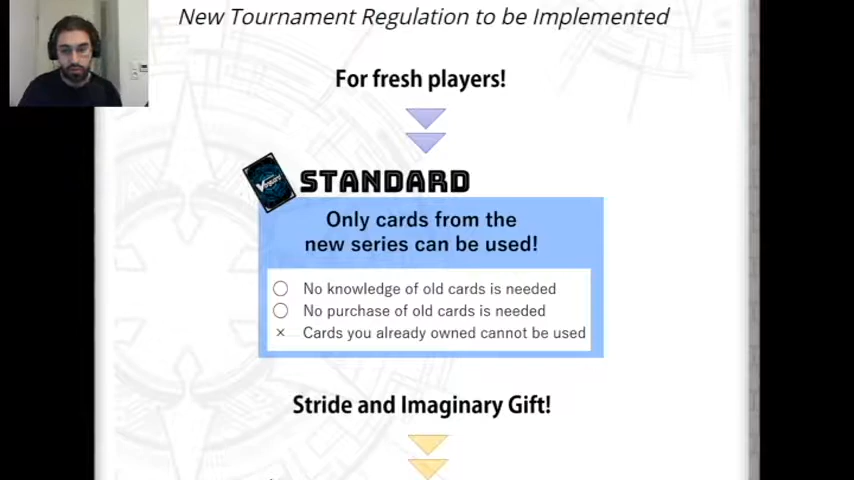 New Tournament Regulation to be Implemented
For fresh players!
STANDARD
Only cards from the
new series can be used!
○ No knowledge of old cards is needed
○ No purchase of old cards is needed
× Cards you already owned cannot be used
Stride and Imaginary Gift!